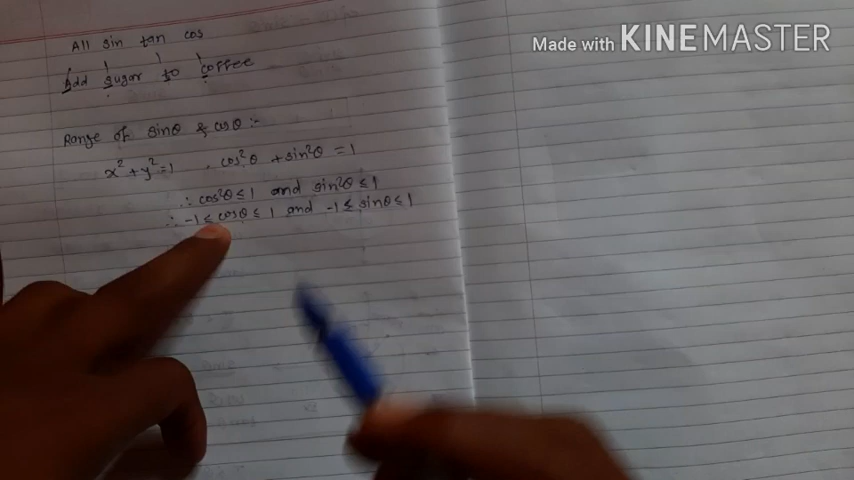 Made with KINEMASTER
All sin tan cos
Add sugar to coffee
Range of sinθ & cosθ :-
x²+y²=1 . cos²θ + sin²θ = 1
∴ cos²θ ≤ 1 and sin²θ ≤ 1
∴ -1 ≤ cosθ ≤ 1 and -1 ≤ sinθ ≤ 1